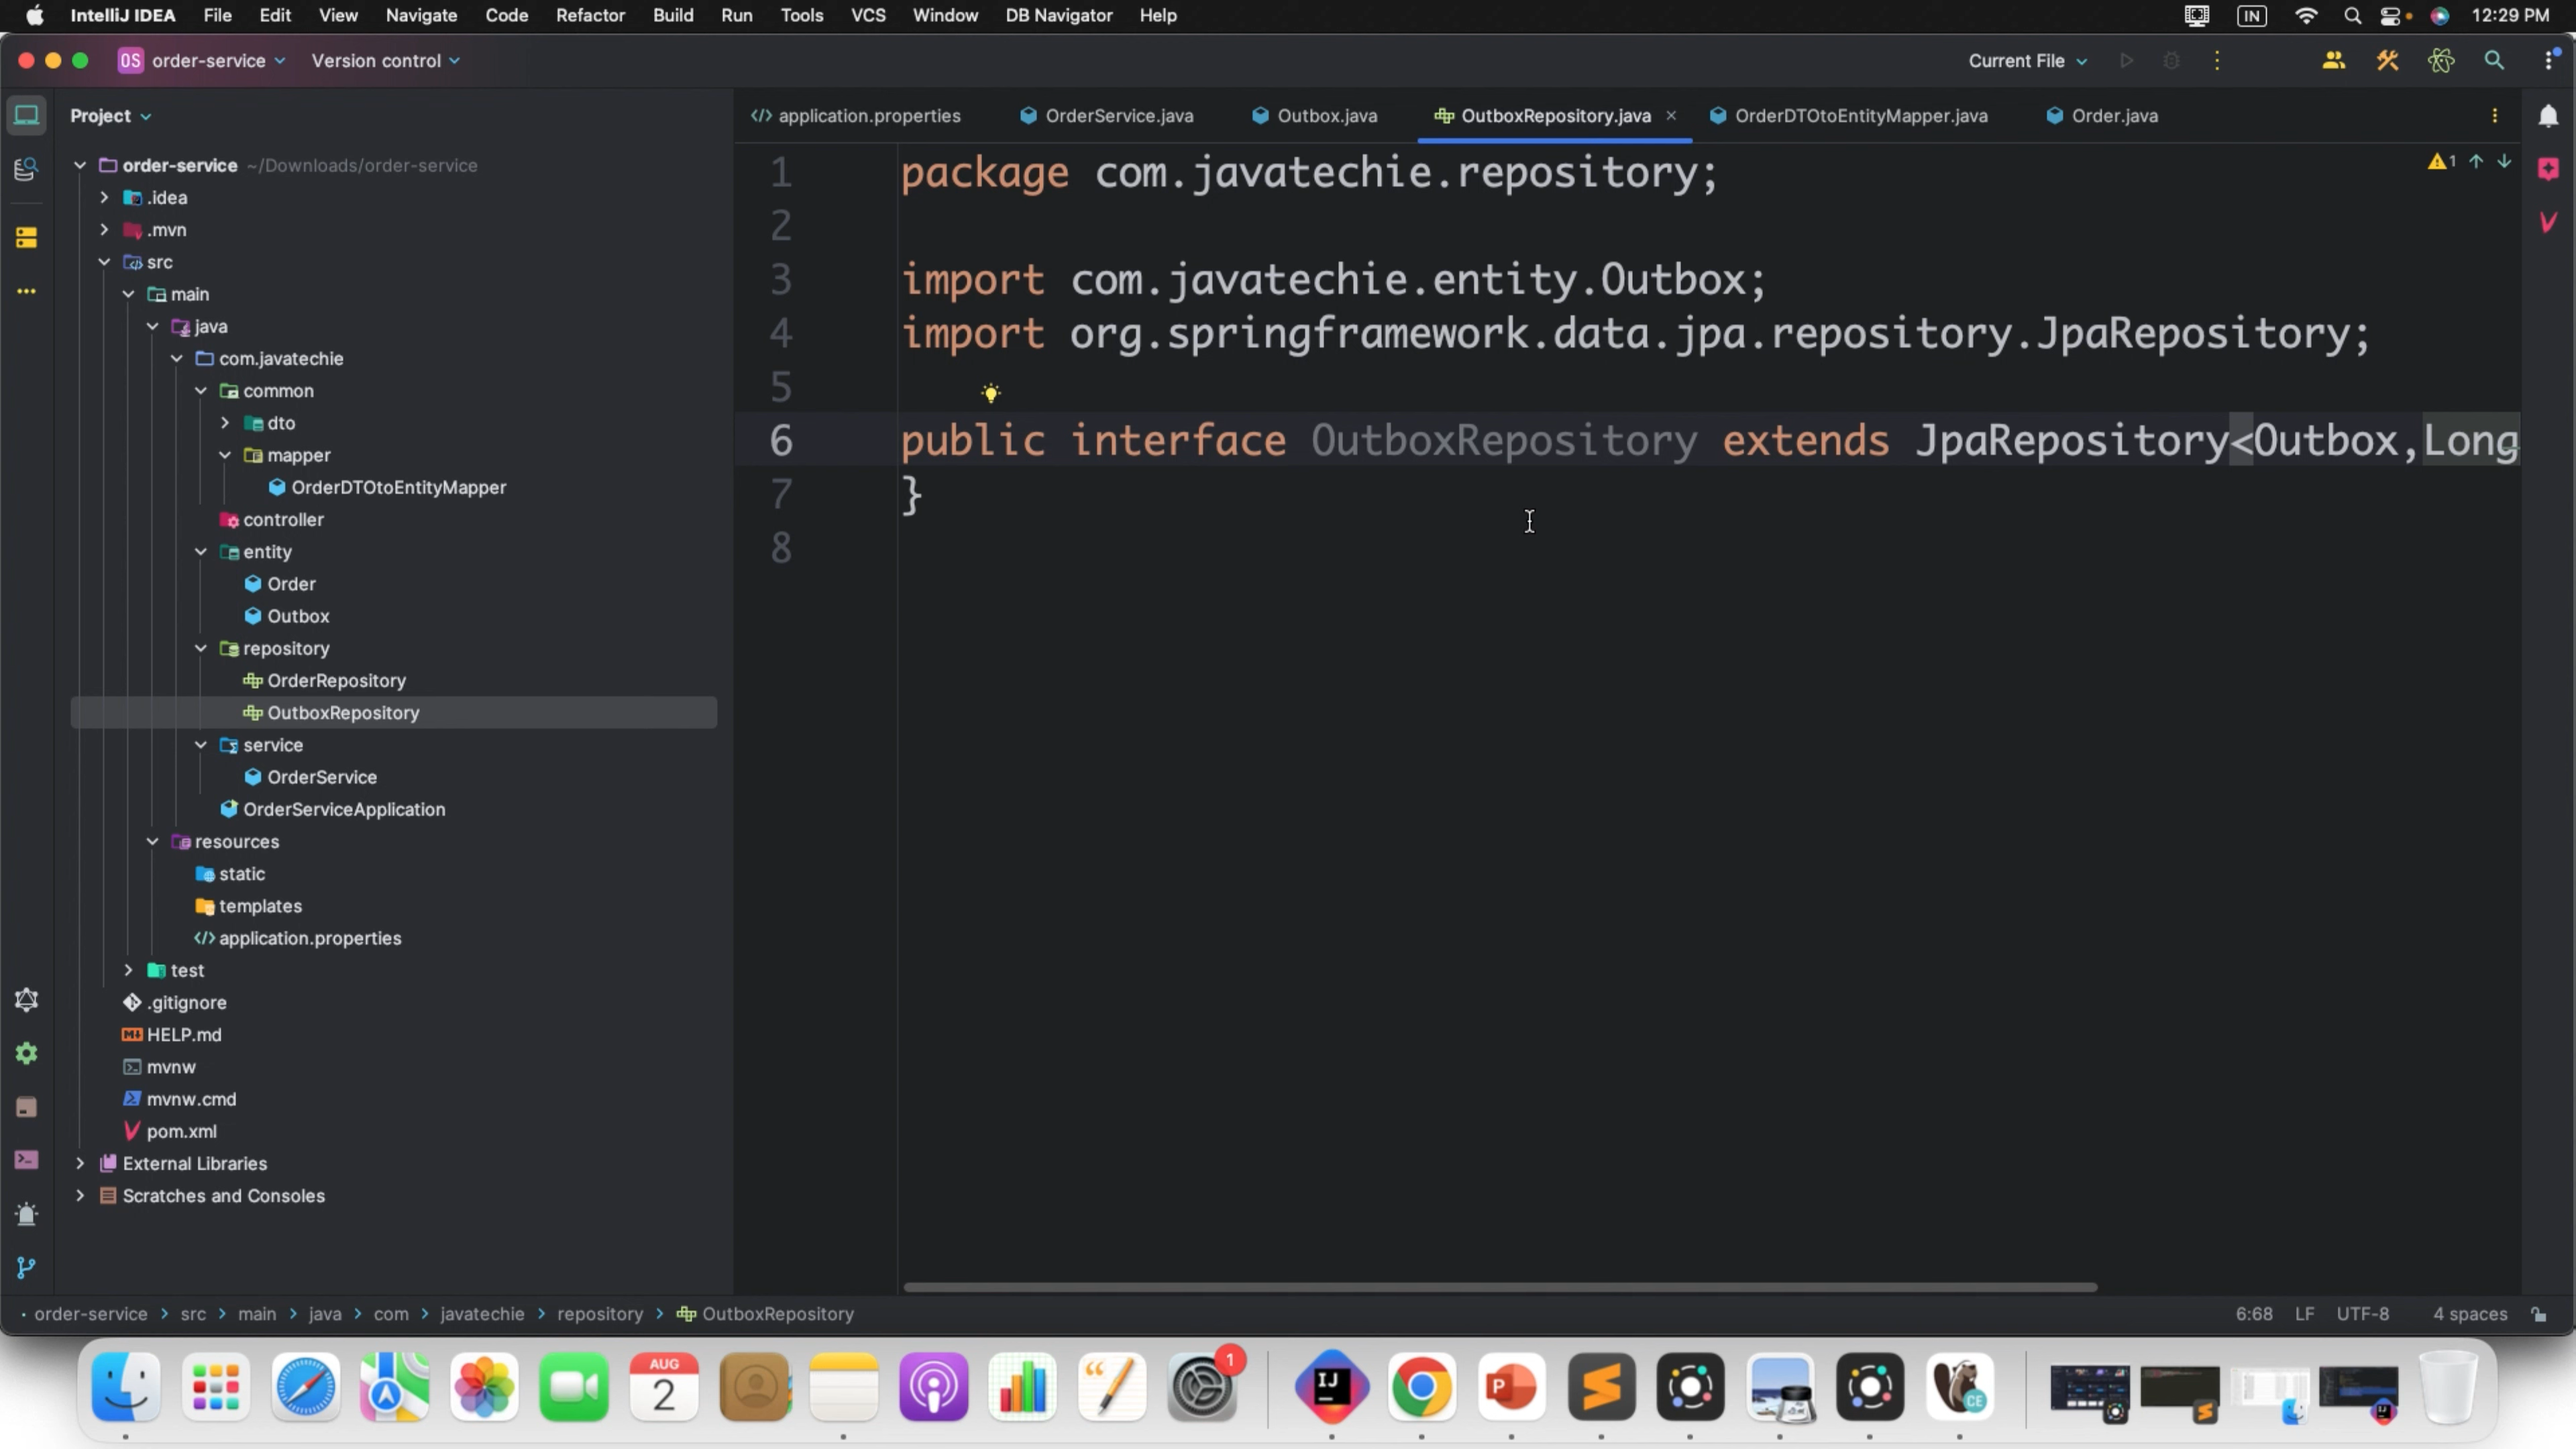 IntelliJ IDEA File Edit View Navigate Code Refactor Build Run Tools VCS Window DB Navigator Help IN 12:29 PM
OS order-service Version control Current File
Project
application.properties OrderService.java Outbox.java OutboxRepository.java OrderDTOtoEntityMapper.java Order.java
order-service ~/Downloads/order-service
.idea
.mvn
src
main
java
com.javatechie
common
dto
mapper
OrderDTOtoEntityMapper
controller
entity
Order
Outbox
repository
OrderRepository
OutboxRepository
service
OrderService
OrderServiceApplication
resources
static
templates
application.properties
test
.gitignore
HELP.md
mvnw
mvnw.cmd
pom.xml
External Libraries
Scratches and Consoles
1 package com.javatechie.repository;
2
3 import com.javatechie.entity.Outbox;
4 import org.springframework.data.jpa.repository.JpaRepository;
5
6 public interface OutboxRepository extends JpaRepository<Outbox,Long
7 }
8
1
order-service > src > main > java > com > javatechie > repository > OutboxRepository 6:68 LF UTF-8 4 spaces
AUG
2
1
IJ
P
CE